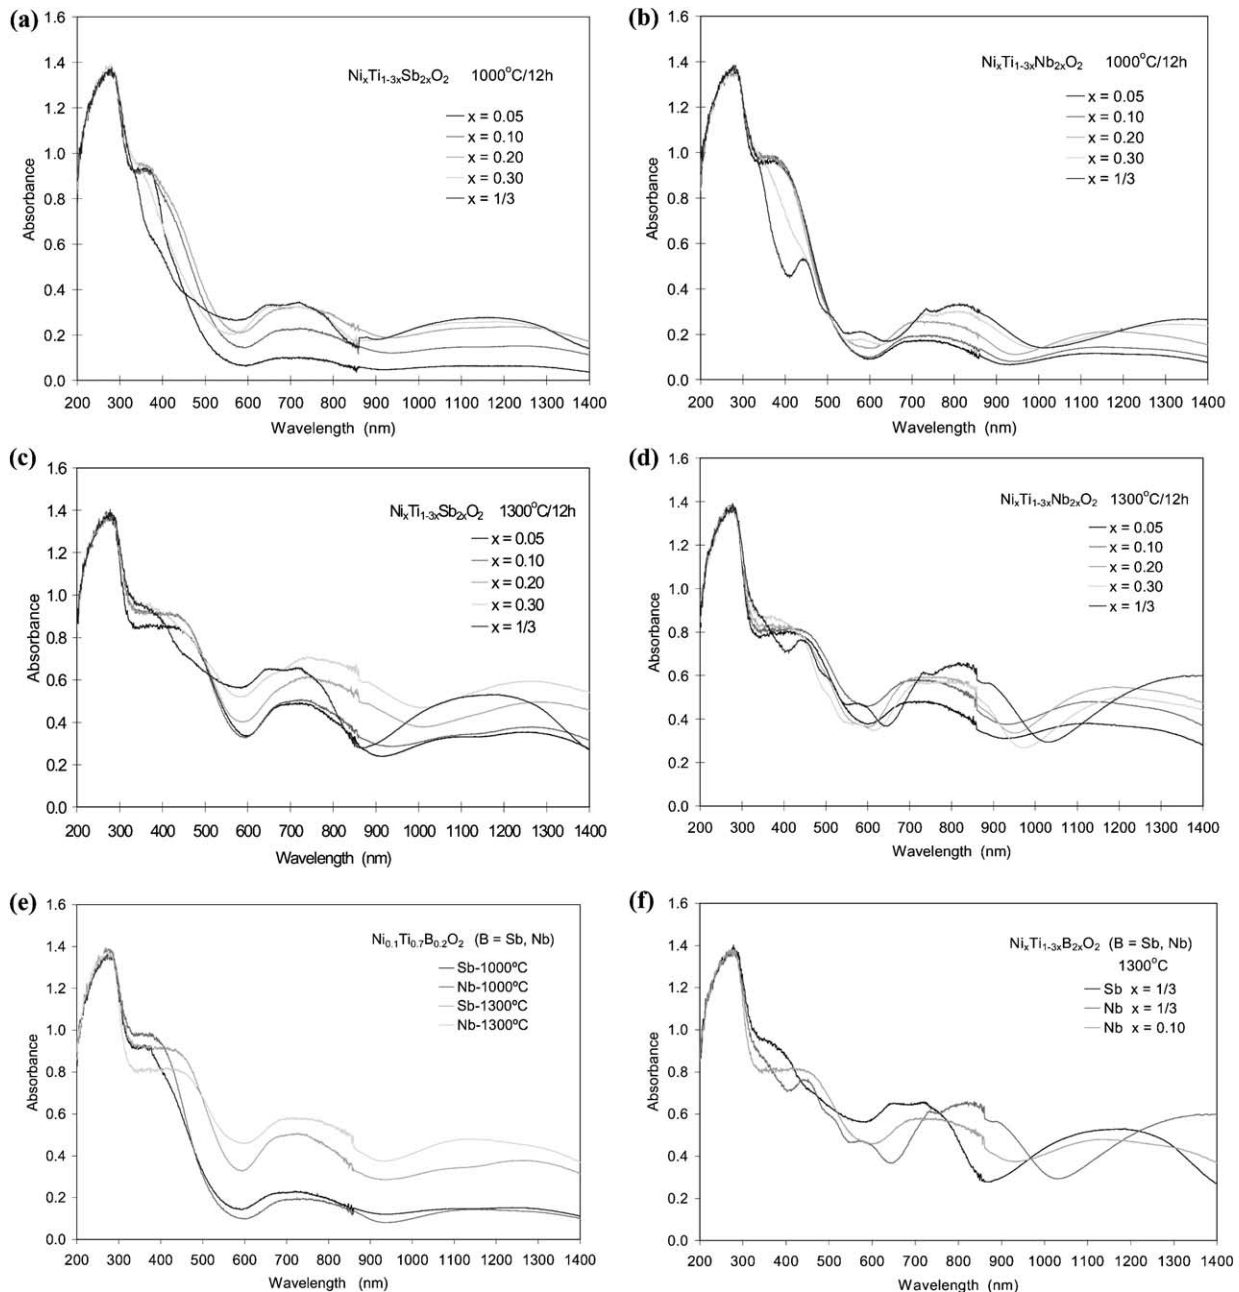 (a)
1.6
1.4
1.2
1.0
0.8
0.6
0.4
0.2
0.0
Absorbance
NiₓTi₁₋₃ₓSb₂ₓO₂ 1000°C/12h
x = 0.05
x = 0.10
x = 0.20
x = 0.30
x = 1/3
200 300 400 500 600 700 800 900 1000 1100 1200 1300 1400
Wavelength (nm)
(b)
1.6
1.4
1.2
1.0
0.8
0.6
0.4
0.2
0.0
Absorbance
NiₓTi₁₋₃ₓNb₂ₓO₂ 1000°C/12h
x = 0.05
x = 0.10
x = 0.20
x = 0.30
x = 1/3
200 300 400 500 600 700 800 900 1000 1100 1200 1300 1400
Wavelength (nm)
(c)
1.6
1.4
1.2
1.0
0.8
0.6
0.4
0.2
0.0
Absorbance
NiₓTi₁₋₃ₓSb₂ₓO₂ 1300°C/12h
x = 0.05
x = 0.10
x = 0.20
x = 0.30
x = 1/3
200 300 400 500 600 700 800 900 1000 1100 1200 1300 1400
Wavelength (nm)
(d)
1.6
1.4
1.2
1.0
0.8
0.6
0.4
0.2
0.0
Absorbance
NiₓTi₁₋₃ₓNb₂ₓO₂ 1300°C/12h
x = 0.05
x = 0.10
x = 0.20
x = 0.30
x = 1/3
200 300 400 500 600 700 800 900 1000 1100 1200 1300 1400
Wavelength (nm)
(e)
1.6
1.4
1.2
1.0
0.8
0.6
0.4
0.2
0.0
Absorbance
Ni₀.₁Ti₀.₇B₀.₂O₂ (B = Sb, Nb)
Sb-1000ºC
Nb-1000ºC
Sb-1300ºC
Nb-1300ºC
200 300 400 500 600 700 800 900 1000 1100 1200 1300 1400
Wavelength (nm)
(f)
1.6
1.4
1.2
1.0
0.8
0.6
0.4
0.2
0.0
Absorbance
NiₓTi₁₋₃ₓB₂ₓO₂ (B = Sb, Nb)
1300°C
Sb x = 1/3
Nb x = 1/3
Nb x = 0.10
200 300 400 500 600 700 800 900 1000 1100 1200 1300 1400
Wavelength (nm)